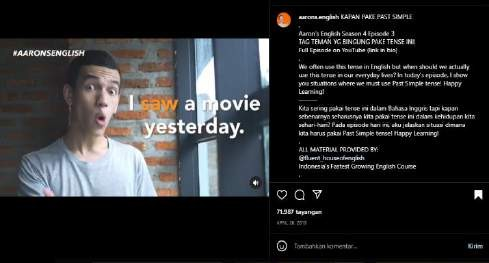 #AARONSENGLISH
I saw a movie
yesterday.
aarons.english KAPAN PAKE PAST SIMPLE
.
Aaron's English Season 4 Episode 3
TAG TEMAN YG BINGUNG PAKE TENSE INI!
Full Episode on YouTube (link in bio)
.
We often use this tense in English but when should we actually
use this tense in our everyday lives? In today's episode, I show
you situations where we must use Past Simple tense! Happy
Learning!
----------
Kita sering pakai tense ini dalam Bahasa Inggris tapi kapan
sebenarnya seharusnya kita pakai tense ini dalam kehidupan kita
sehari-hari? Pada episode hari ini, aku jelaskan situasi dimana
kita harus pakai Past Simple tense! Happy Learning!
.
ALL MATERIAL PROVIDED BY:
@fluent_houseofenglish
Indonesia's Fastest Growing English Course
.
71.987 tayangan
Tambahkan komentar...
Kirim